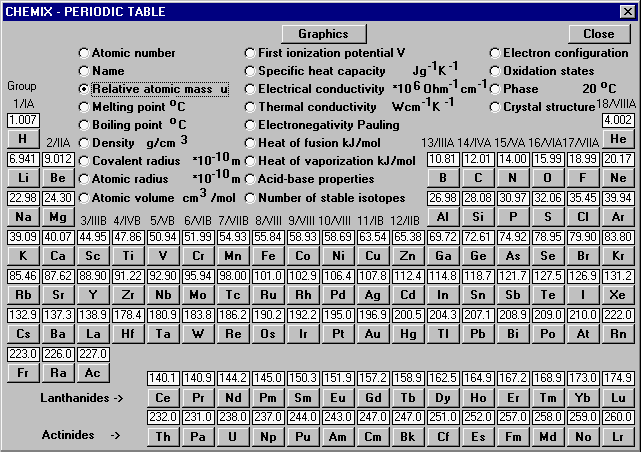 CHEMIX - PERIODIC TABLE
Graphics Close
Atomic number First ionization potential V Electron configuration
Name Specific heat capacity Jg⁻¹K⁻¹ Oxidation states
Relative atomic mass u Electrical conductivity *10⁶Ohm⁻¹cm⁻¹ Phase 20 °C
Group
Melting point °C Thermal conductivity Wcm⁻¹K⁻¹ Crystal structure
1/IA 18/VIIIA
1.007 4.002
Boiling point °C Electronegativity Pauling
H He
Density g/cm³ Heat of fusion kJ/mol
2/IIA 13/IIIA 14/IVA 15/VA 16/VIA 17/VIIA
6.941 9.012 Covalent radius *10⁻¹⁰m Heat of vaporization kJ/mol 10.81 12.01 14.00 15.99 18.99 20.17
Li Be Atomic radius *10⁻¹⁰m Acid-base properties B C N O F Ne
22.98 24.30 Atomic volume cm³/mol Number of stable isotopes 26.98 28.08 30.97 32.06 35.45 39.94
Na Mg 3/IIIB 4/IVB 5/VB 6/VIB 7/VIIB 8/VIII 9/VIII 10/VIII 11/IB 12/IIB Al Si P S Cl Ar
39.09 40.07 44.95 47.86 50.94 51.99 54.93 55.84 58.93 58.69 63.54 65.38 69.72 72.61 74.92 78.95 79.90 83.80
K Ca Sc Ti V Cr Mn Fe Co Ni Cu Zn Ga Ge As Se Br Kr
85.46 87.62 88.90 91.22 92.90 95.94 98.00 101.0 102.9 106.4 107.8 112.4 114.8 118.7 121.7 127.5 126.9 131.2
Rb Sr Y Zr Nb Mo Tc Ru Rh Pd Ag Cd In Sn Sb Te I Xe
132.9 137.3 138.9 178.4 180.9 183.8 186.2 190.2 192.2 195.0 196.9 200.5 204.3 207.1 208.9 209.0 210.0 222.0
Cs Ba La Hf Ta W Re Os Ir Pt Au Hg Tl Pb Bi Po At Rn
223.0 226.0 227.0
Fr Ra Ac
140.1 140.9 144.2 145.0 150.3 151.9 157.2 158.9 162.5 164.9 167.2 168.9 173.0 174.9
Lanthanides -> Ce Pr Nd Pm Sm Eu Gd Tb Dy Ho Er Tm Yb Lu
232.0 231.0 238.0 237.0 244.0 243.0 247.0 247.0 251.0 252.0 257.0 258.0 259.0 260.0
Actinides -> Th Pa U Np Pu Am Cm Bk Cf Es Fm Md No Lr